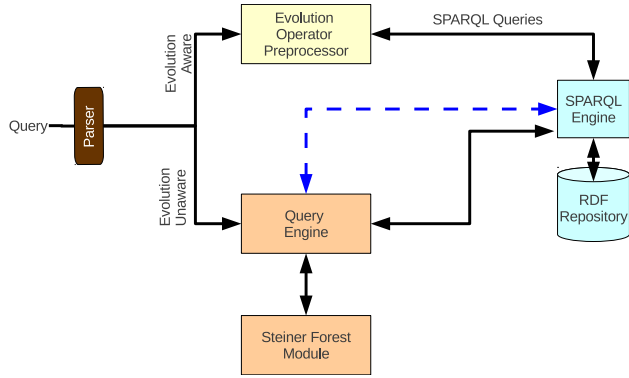 Evolution
Operator
Preprocessor
SPARQL Queries
Evolution
Aware
SPARQL
Engine
Query
Parser
Evolution
Unaware
Query
Engine
RDF
Repository
Steiner Forest
Module